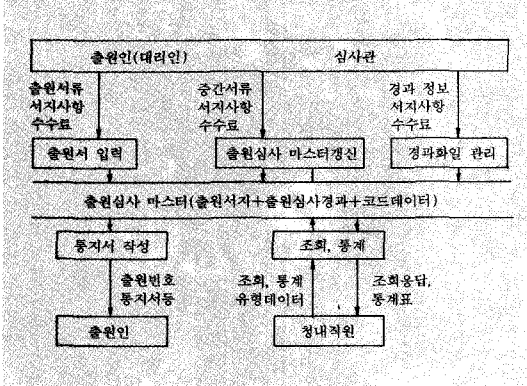 출원인(대리인) 심사관
출원서류 중간서류 경과 정보
서지사항 서지사항 서지사항
수수료 수수료 수수료
출원서 입력 출원심사 마스터갱신 경과화일 관리
출원심사 마스터(출원서지+출원심사경과+코드데이터)
통지서 작성 조회, 통계
출원번호 조회, 통계 조회응답,
통지서등 유형데이터 통계표
출원인 청내직원